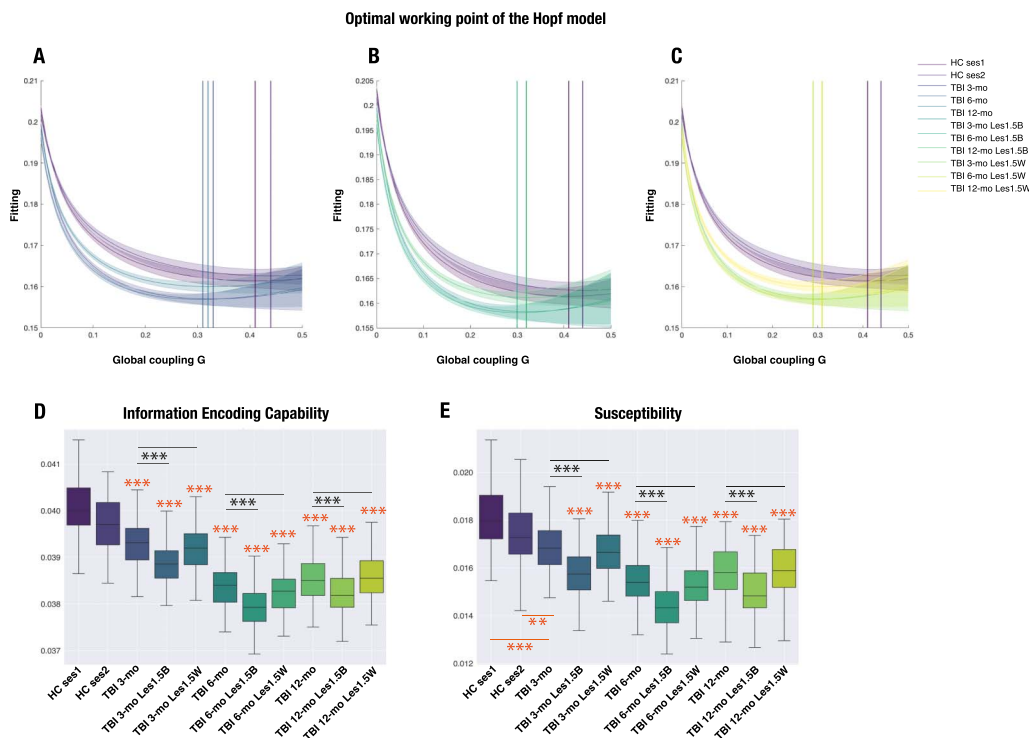 Optimal working point of the Hopf model
A
B
C
0.21
0.2
0.19
0.18
0.17
0.16
0.15
Fitting
0
0.1
0.2
0.3
0.4
0.5
Global coupling G
0.205
0.2
0.195
0.19
0.185
0.18
0.175
0.17
0.165
0.16
0.155
Fitting
0
0.1
0.2
0.3
0.4
0.5
Global coupling G
0.21
0.2
0.19
0.18
0.17
0.16
0.15
Fitting
0
0.1
0.2
0.3
0.4
0.5
Global coupling G
HC ses1
HC ses2
TBI 3-mo
TBI 6-mo
TBI 12-mo
TBI 3-mo Les1.5B
TBI 6-mo Les1.5B
TBI 12-mo Les1.5B
TBI 3-mo Les1.5W
TBI 6-mo Les1.5W
TBI 12-mo Les1.5W
D
Information Encoding Capability
0.041
0.040
0.039
0.038
0.037
***
***
***
***
***
***
***
***
***
***
***
***
HC ses1
HC ses2
TBI 3-mo
TBI 3-mo Les1.5B
TBI 3-mo Les1.5W
TBI 6-mo
TBI 6-mo Les1.5B
TBI 6-mo Les1.5W
TBI 12-mo
TBI 12-mo Les1.5B
TBI 12-mo Les1.5W
E
Susceptibility
0.020
0.018
0.016
0.014
0.012
***
***
***
***
***
***
***
***
***
***
***
**
***
HC ses1
HC ses2
TBI 3-mo
TBI 3-mo Les1.5B
TBI 3-mo Les1.5W
TBI 6-mo
TBI 6-mo Les1.5B
TBI 6-mo Les1.5W
TBI 12-mo
TBI 12-mo Les1.5B
TBI 12-mo Les1.5W